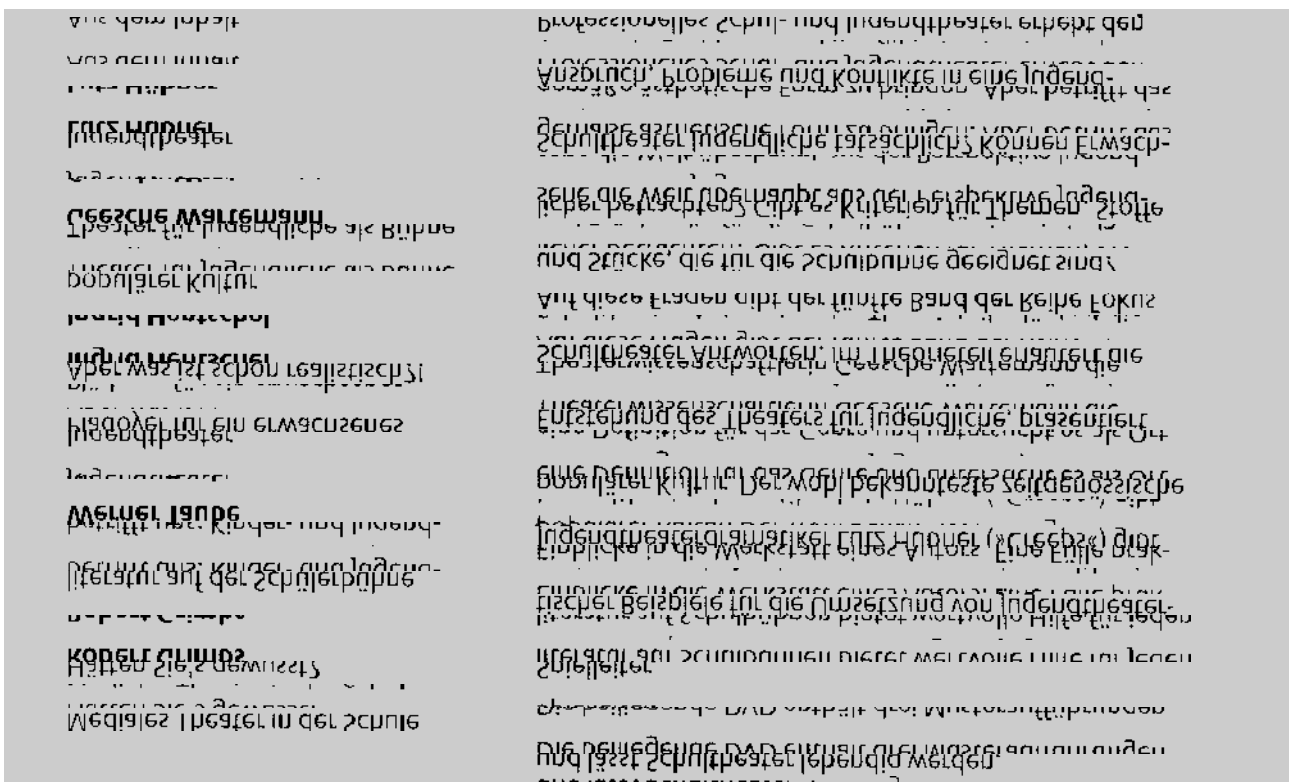 Aus dem Inhalt
Lutz Hübner
Jugendtheater
Geesche Wartemann
Theater für Jugendliche als Bühne
populärer Kultur
Ingrid Hentschel
Aber was ist schon realistisch?!
Plädoyer für ein erwachsenes
Jugendtheater
Werner Taube
betrifft uns: Kinder- und Jugend-
literatur auf der Schülerbühne
Robert Grimbs
Hätten Sie's gewusst?
Mediales Theater in der Schule
Professionelles Schul- und Jugendtheater erhebt den
Anspruch, Probleme und Konflikte in eine jugend-
gemäße ästhetische Form zu bringen. Aber betrifft das
Schultheater Jugendliche tatsächlich? Können Erwach-
sene die Welt überhaupt aus der Perspektive Jugend-
licher betrachten? Gibt es Kriterien für Themen, Stoffe
und Stücke, die für die Schulbühne geeignet sind?
Auf diese Fragen gibt der fünfte Band der Reihe Fokus
Schultheater Antworten. Im Theorieteil erläutert die
Theaterwissenschaftlerin Geesche Wartemann die
Entstehung des Theaters für Jugendliche, präsentiert
eine Definition für das Genre und untersucht es als Ort
populärer Kultur. Der wohl bekannteste zeitgenössische
Jugendtheaterdramatiker Lutz Hübner (»Creeps«) gibt
Einblicke in die Werkstatt eines Autors. Eine Fülle prak-
tischer Beispiele für die Umsetzung von Jugendtheater-
literatur auf Schulbühnen bietet wertvolle Hilfe für jeden
Spielleiter.
Die beiliegende DVD enthält drei Musteraufführungen
und lässt Schultheater lebendig werden.